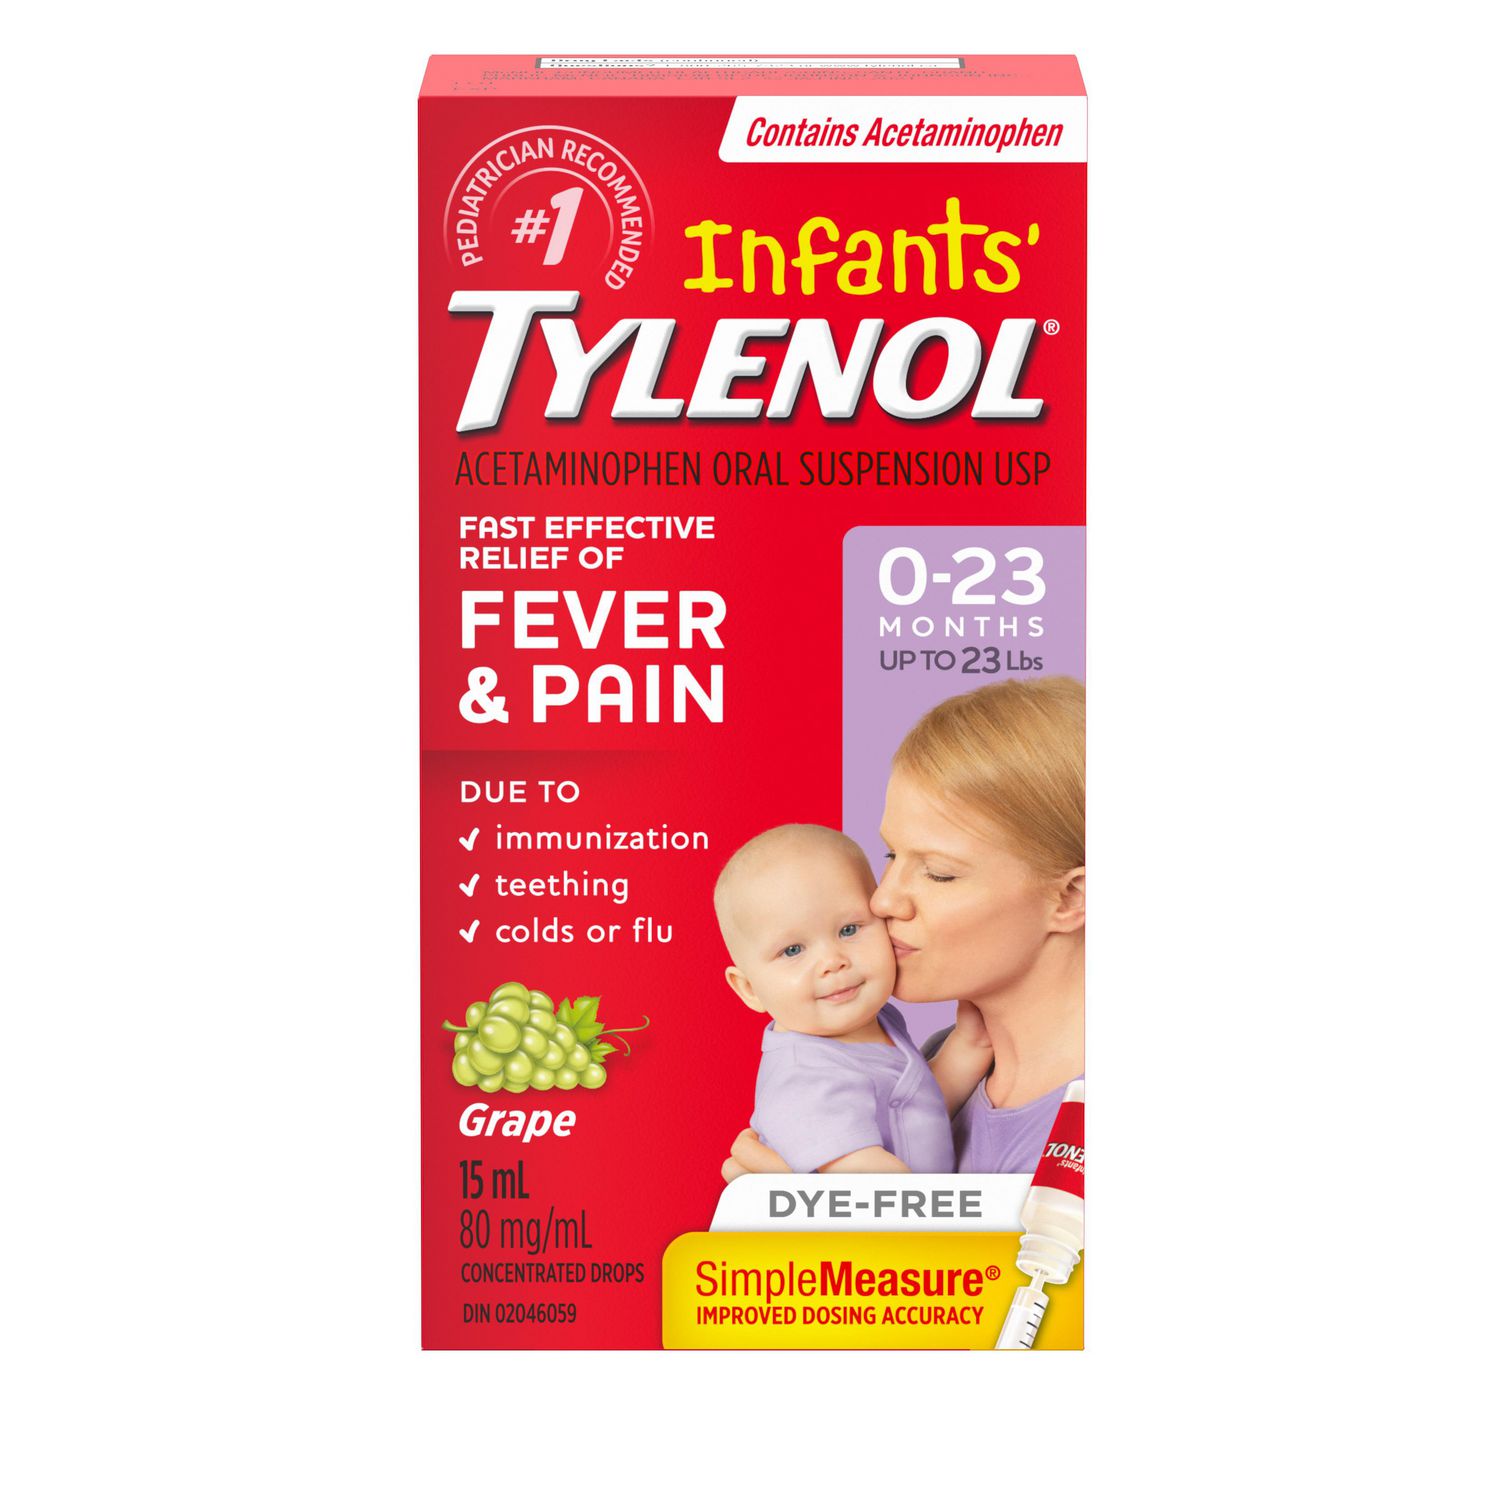 Contains Acetaminophen
PEDIATRICIAN RECOMMENDED
#1
Infants'
TYLENOL®
ACETAMINOPHEN ORAL SUSPENSION USP
FAST EFFECTIVE
RELIEF OF
FEVER
& PAIN
0-23
MONTHS
UP TO 23 Lbs
DUE TO
✓ immunization
✓ teething
✓ colds or flu
Grape
15 mL
80 mg/mL
CONCENTRATED DROPS
DIN 02046059
DYE-FREE
SimpleMeasure®
IMPROVED DOSING ACCURACY